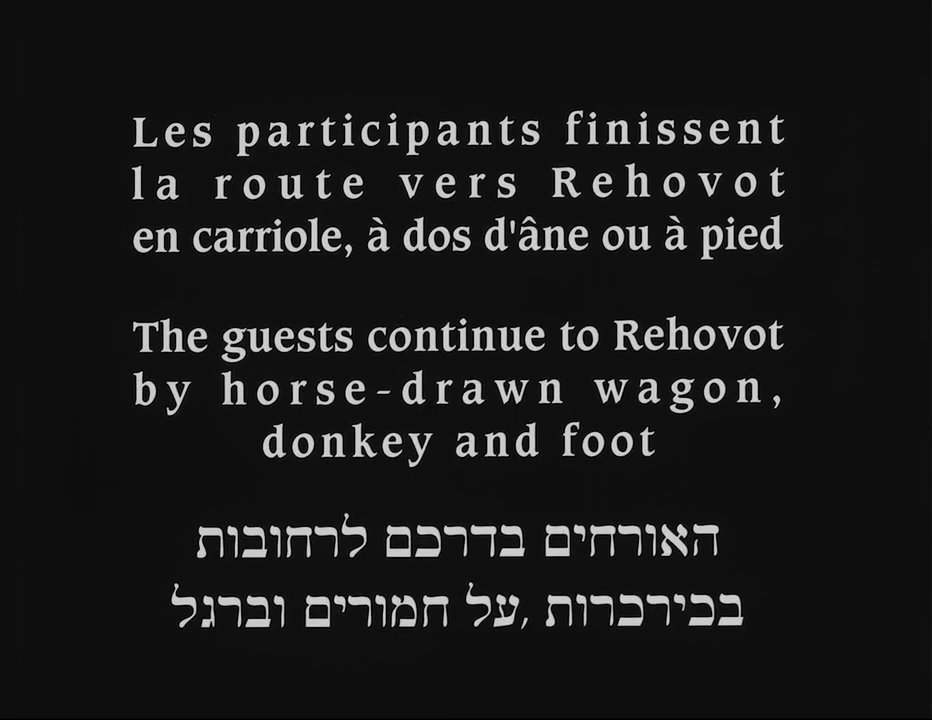 Les participants finissent
la route vers Rehovot
en carriole, à dos d'âne ou à pied
The guests continue to Rehovot
by horse-drawn wagon,
donkey and foot
האורחים בדרכם לרחובות
בכירכרות ,על חמורים וברגל